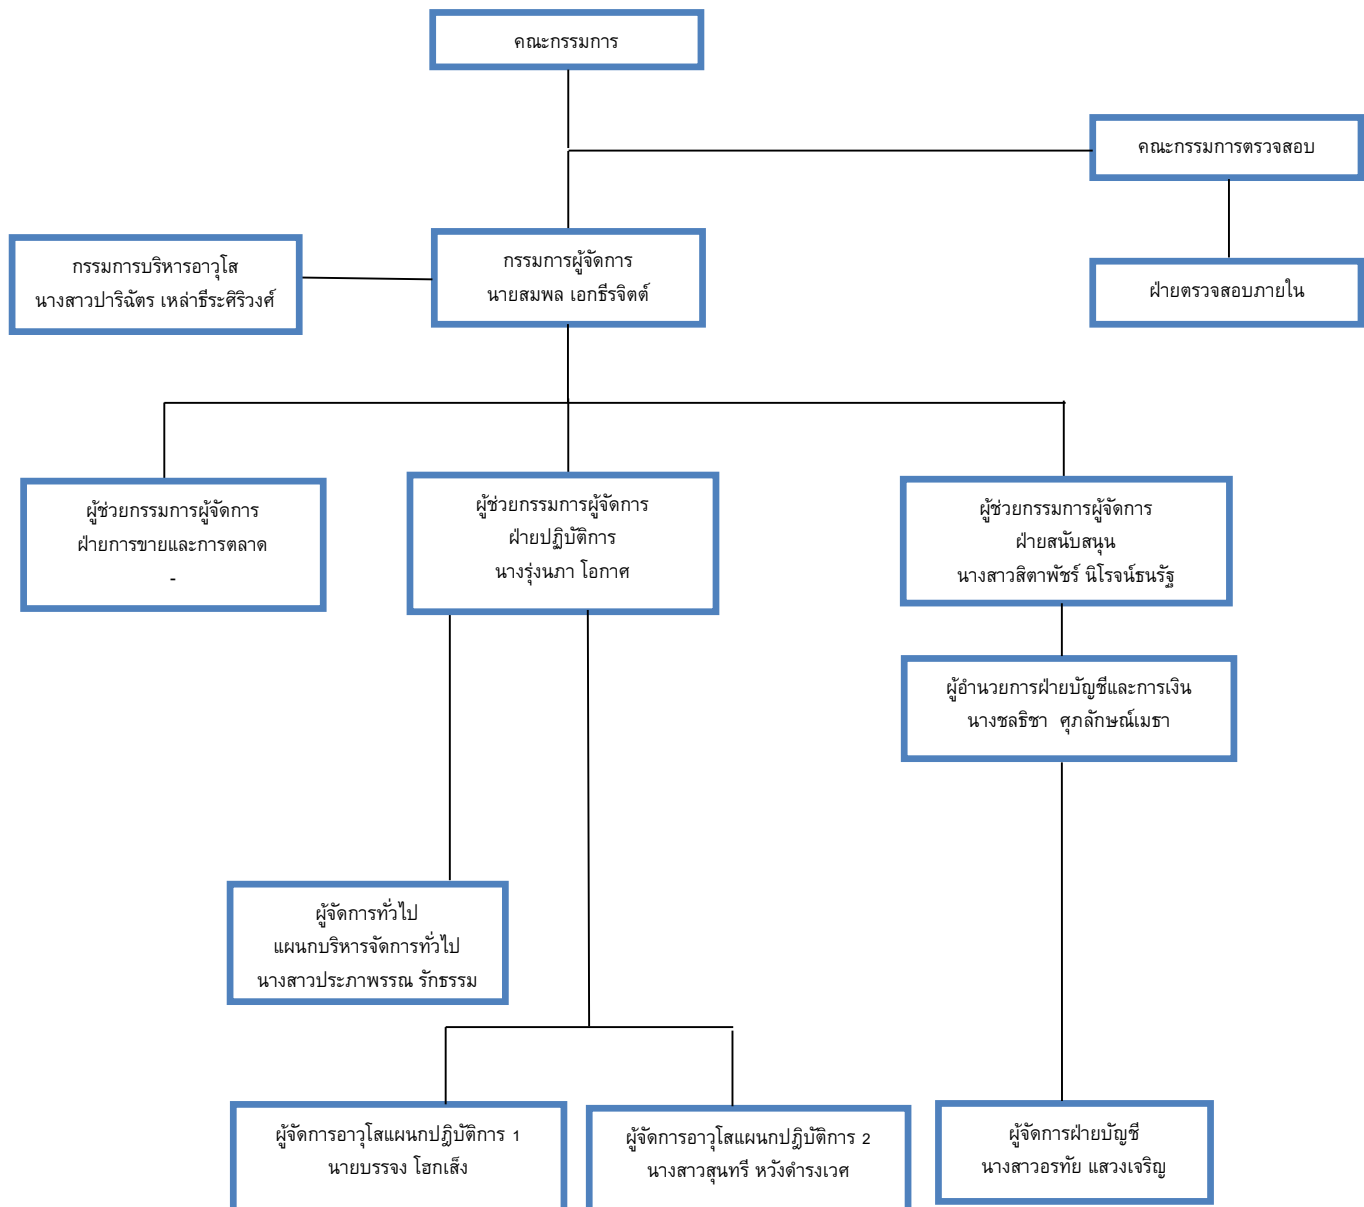 คณะกรรมการ
คณะกรรมการตรวจสอบ
กรรมการบริหารอาวุโส
นางสาวปาริฉัตร เหล่าธีระศิริวงศ์
กรรมการผู้จัดการ
นายสมพล เอกธีรจิตต์
ฝ่ายตรวจสอบภายใน
ผู้ช่วยกรรมการผู้จัดการ
ฝ่ายการขายและการตลาด
-
ผู้ช่วยกรรมการผู้จัดการ
ฝ่ายปฏิบัติการ
นางรุ่งนภา โอกาศ
ผู้ช่วยกรรมการผู้จัดการ
ฝ่ายสนับสนุน
นางสาวสิตาพัชร์ นิโรจน์ธนรัฐ
ผู้อำนวยการฝ่ายบัญชีและการเงิน
นางชลธิชา ศุภลักษณ์เมธา
ผู้จัดการทั่วไป
แผนกบริหารจัดการทั่วไป
นางสาวประภาพรรณ รักธรรม
ผู้จัดการอาวุโสแผนกปฏิบัติการ 1
นายบรรจง โฮกเส็ง
ผู้จัดการอาวุโสแผนกปฏิบัติการ 2
นางสาวสุนทรี หวังดำรงเวศ
ผู้จัดการฝ่ายบัญชี
นางสาวอรทัย แสวงเจริญ